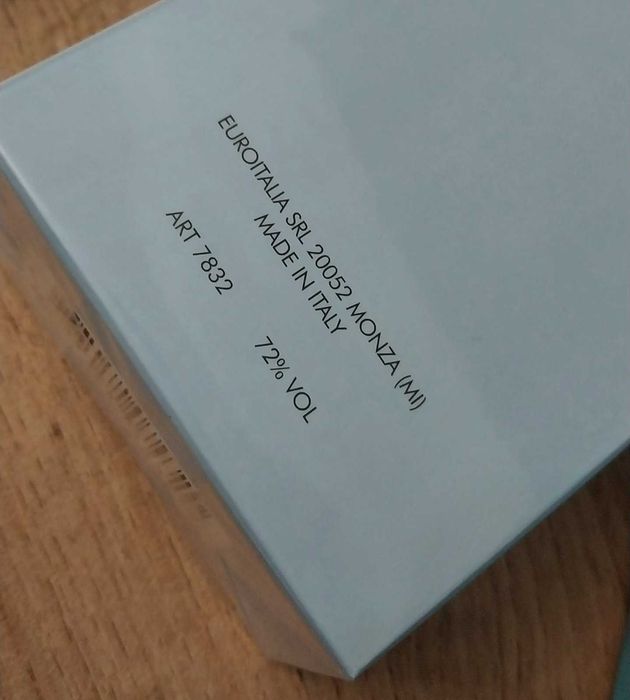 EUROITALIA SRL 20052 MONZA (MI)
MADE IN ITALY
ART 7832
72% VOL